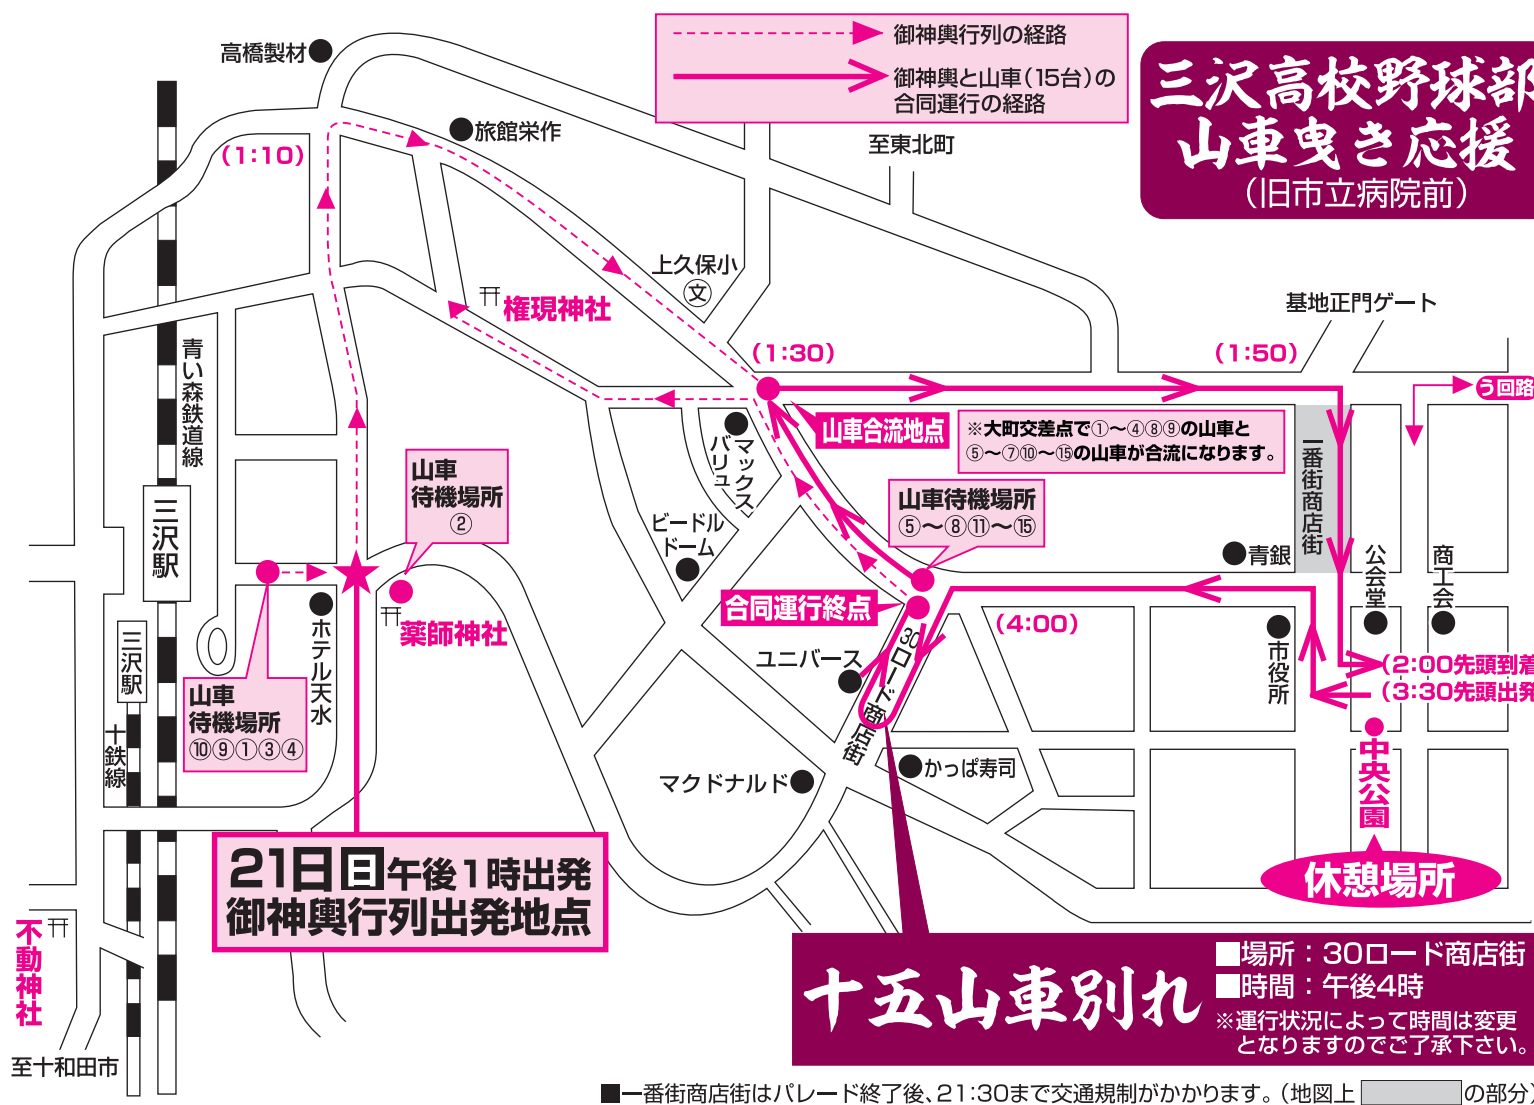 御神輿行列の経路
御神輿と山車（15台）の
合同運行の経路
三沢高校野球部
山車曳き応援
（旧市立病院前）
高橋製材
旅館栄作
（1:10）
至東北町
上久保小
文
権現神社
基地正門ゲート
（1:30）
（1:50）
う回路
青い森鉄道線
山車合流地点
※大町交差点で①～④⑧⑨の山車と
⑤～⑦⑩～⑮の山車が合流になります。
マックス
バリュ
一番街商店街
山車
待機場所
②
山車待機場所
⑤～⑧⑪～⑮
三沢駅
ビードル
ドーム
青銀
公会堂
商工会
合同運行終点
薬師神社
ホテル天水
（4:00）
30ロード商店街
ユニバース
市役所
三沢駅
（2:00先頭到着
（3:30先頭出発
山車
待機場所
⑩⑨①③④
十鉄線
マクドナルド
かっぱ寿司
中央公園
休憩場所
21日日午後1時出発
御神輿行列出発地点
不動神社
至十和田市
十五山車別れ
■場所：30ロード商店街
■時間：午後4時
※運行状況によって時間は変更
となりますのでご了承下さい。
■一番街商店街はパレード終了後、21:30まで交通規制がかかります。（地図上　　　の部分）